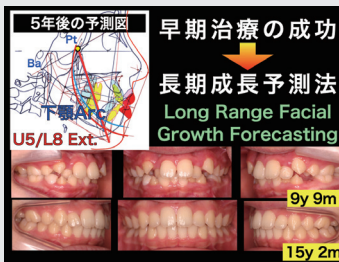 5年後の予測図
Pt
Ba
下顎Arc
U5/L8 Ext.
早期治療の成功
長期成長予測法
Long Range Facial
Growth Forecasting
9y 9m
15y 2m